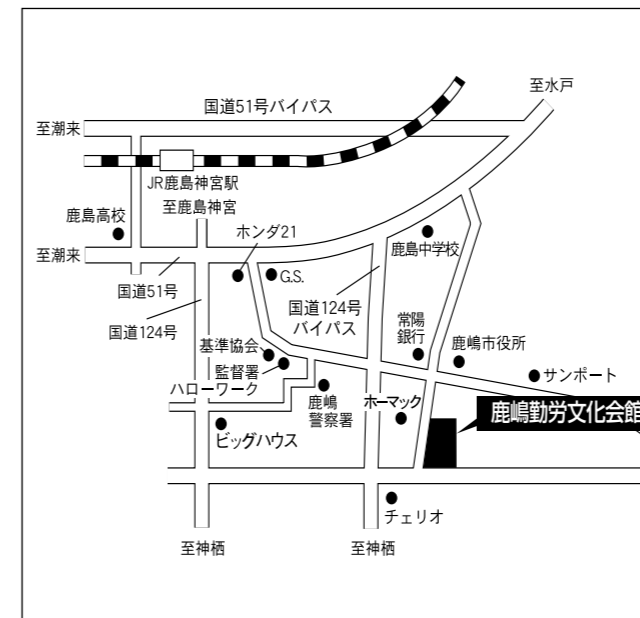 至水戸
国道51号バイパス
至潮来
JR鹿島神宮駅
至鹿島神宮
鹿島高校
ホンダ21
至潮来
鹿島中学校
G.S.
国道51号
国道124号
バイパス
国道124号
常陽
銀行
基準協会
監督署
ハローワーク
鹿嶋市役所
サンポート
鹿嶋
警察署
ホーマック
鹿嶋勤労文化会館
ビッグハウス
チェリオ
至神栖
至神栖